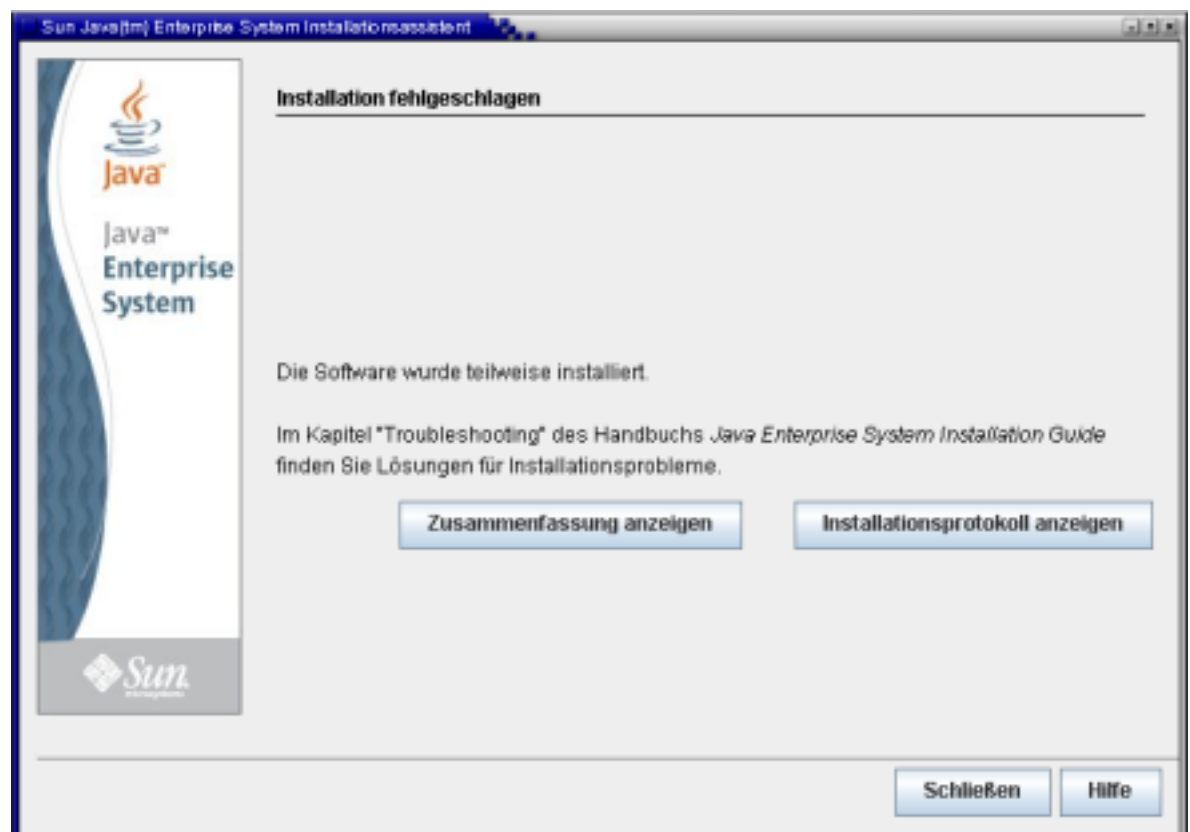 Sun Java(tm) Enterprise System Installationsassistent
Java™
Java™
Enterprise
System
Sun
microsystems
Installation fehlgeschlagen
Die Software wurde teilweise installiert.
Im Kapitel "Troubleshooting" des Handbuchs Java Enterprise System Installation Guide
finden Sie Lösungen für Installationsprobleme.
Zusammenfassung anzeigen
Installationsprotokoll anzeigen
Schließen
Hilfe